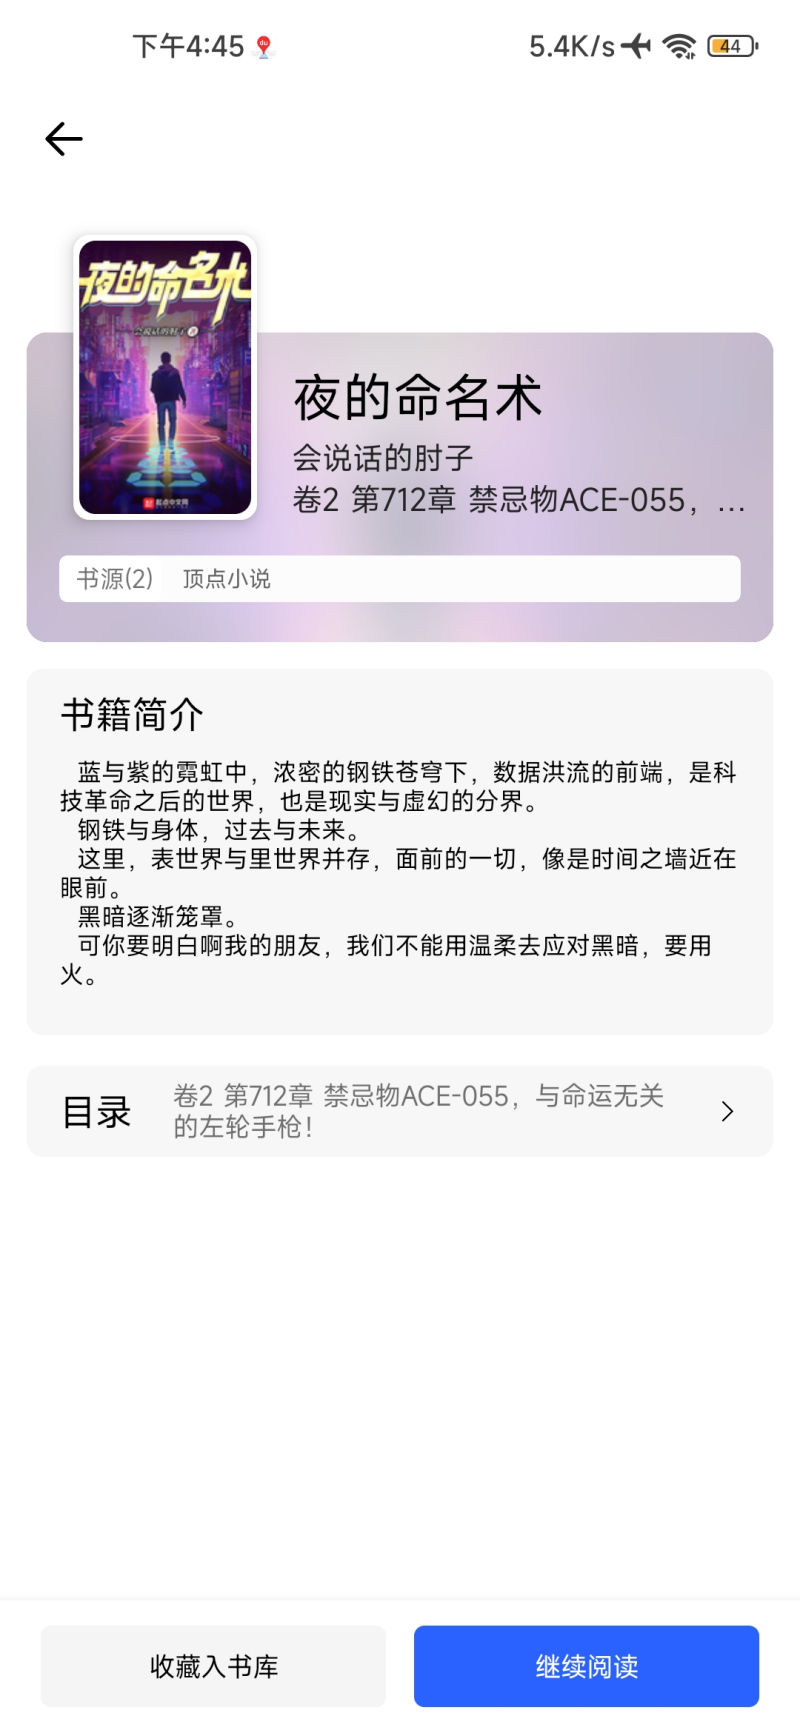 下午4:45
5.4K/s
44
夜的命名术
会说话的肘子 著
起点中文网
夜的命名术
会说话的肘子
卷2 第712章 禁忌物ACE-055，...
书源(2) 顶点小说
书籍简介
蓝与紫的霓虹中，浓密的钢铁苍穹下，数据洪流的前端，是科
技革命之后的世界，也是现实与虚幻的分界。
钢铁与身体，过去与未来。
这里，表世界与里世界并存，面前的一切，像是时间之墙近在
眼前。
黑暗逐渐笼罩。
可你要明白啊我的朋友，我们不能用温柔去应对黑暗，要用
火。
目录
卷2 第712章 禁忌物ACE-055，与命运无关
的左轮手枪！
收藏入书库
继续阅读